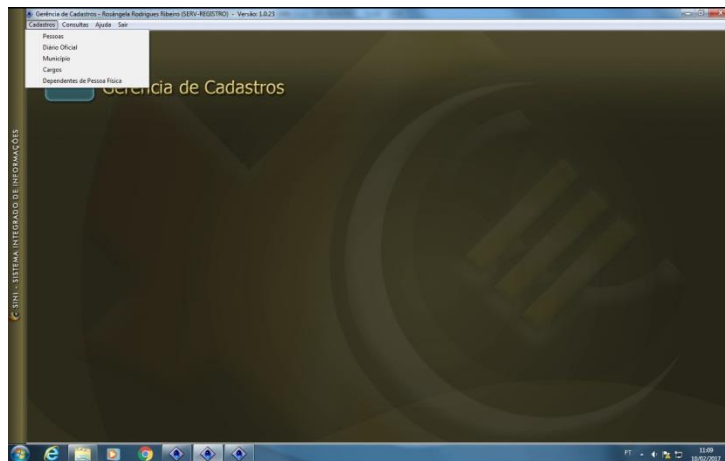 Gerência de Cadastros - Rosângela Rodrigues Ribeiro (SERV-REGISTRO) - Versão: 1.0.23
Cadastros Consultas Ajuda Sair
Pessoas
Diário Oficial
Município
Cargos
Dependentes de Pessoa Física
Gerência de Cadastros
SINI - SISTEMA INTEGRADO DE INFORMAÇÕES
PT
11:09
10/02/2017